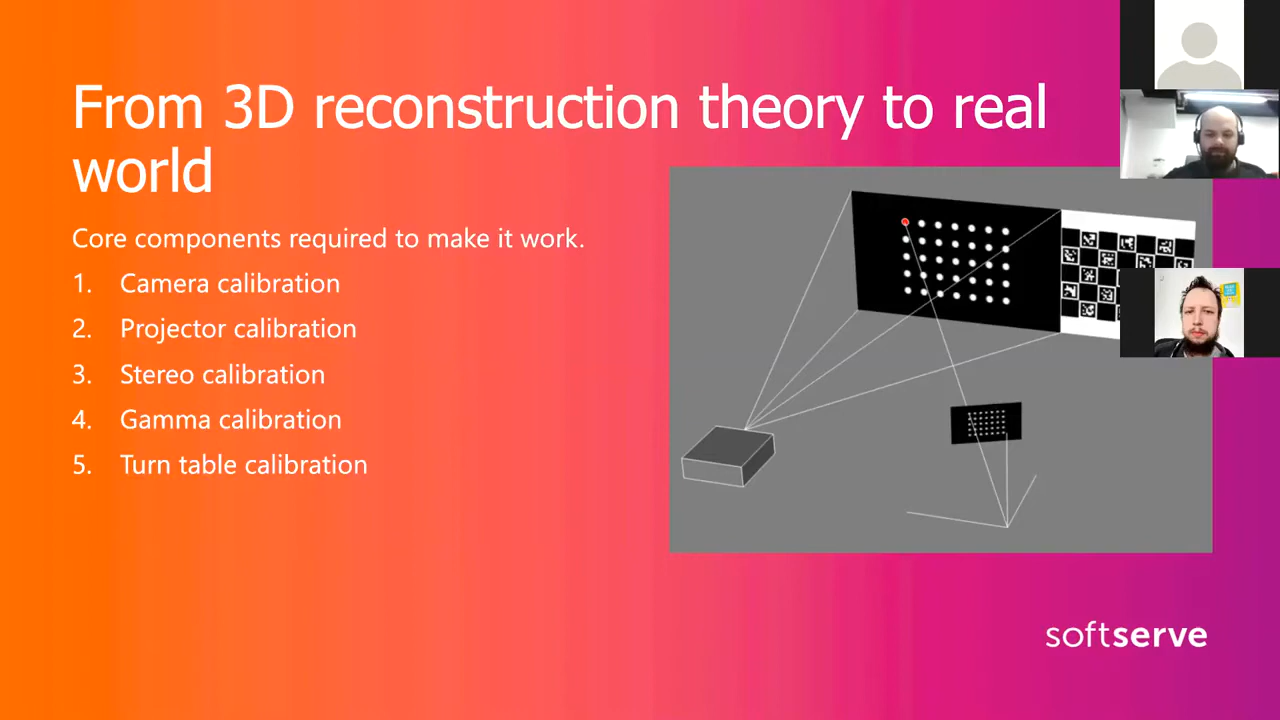 From 3D reconstruction theory to real
world
Core components required to make it work.
1. Camera calibration
2. Projector calibration
3. Stereo calibration
4. Gamma calibration
5. Turn table calibration
softserve